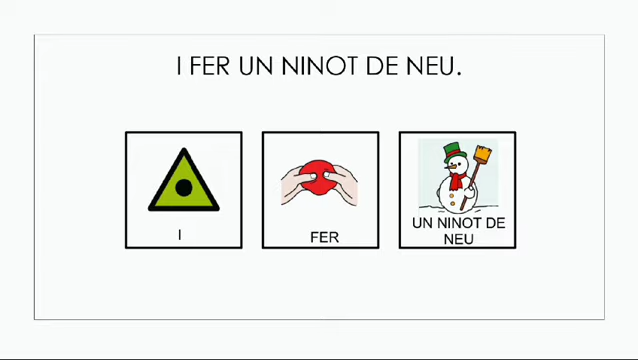 I FER UN NINOT DE NEU.
I
FER
UN NINOT DE
NEU